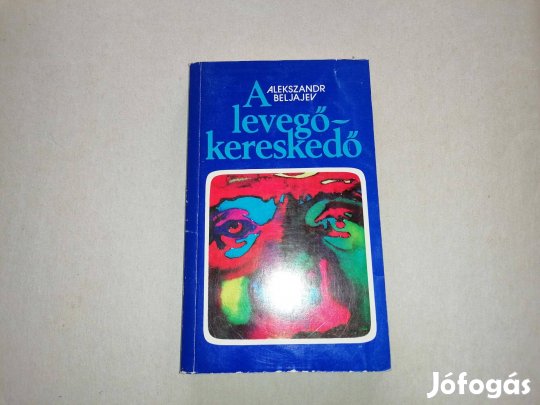 A ALEKSZANDR
BELJAJEV
levegő-
kereskedő
Jófogás